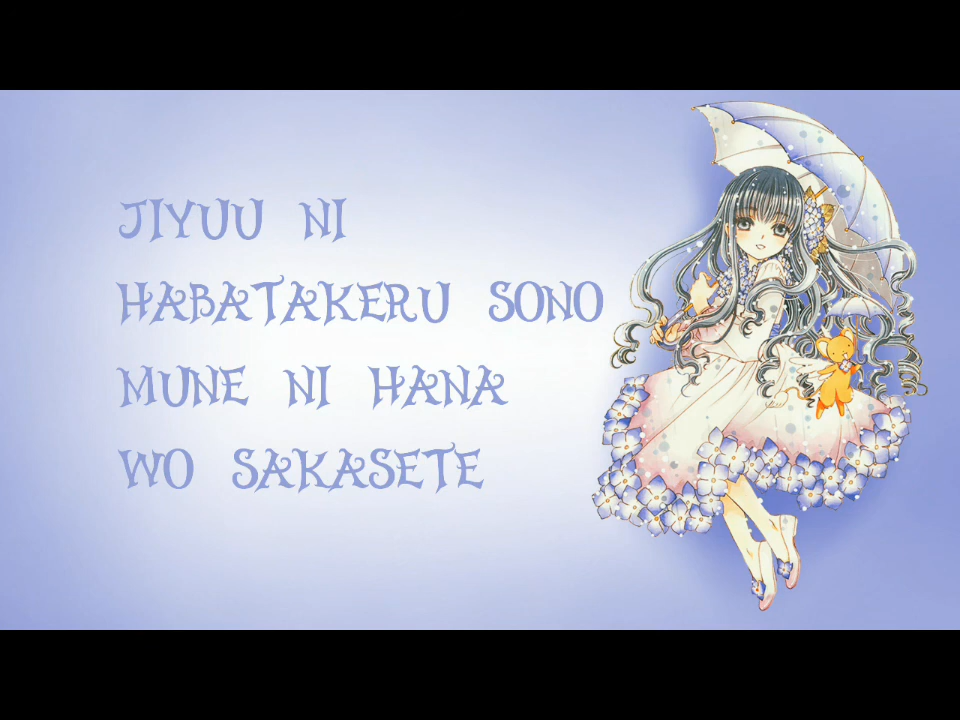 JIYUU NI
HABATAKERU SONO
MUNE NI HANA
WO SAKASETE